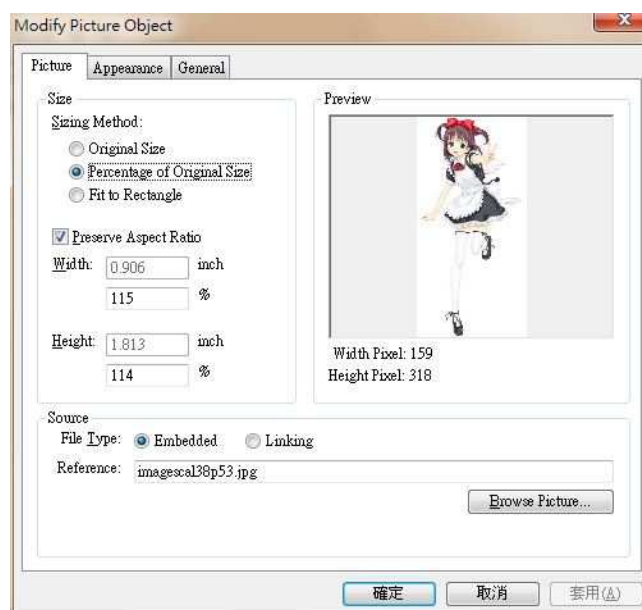 Modify Picture Object
Picture Appearance General
Size
Sizing Method:
Original Size
Percentage of Original Size
Fit to Rectangle
Preserve Aspect Ratio
Width: 0.906 inch
115 %
Height: 1.813 inch
114 %
Preview
Width Pixel: 159
Height Pixel: 318
Source
File Type: Embedded Linking
Reference: imagescal38p53.jpg
Browse Picture...
確定 取消 套用(A)